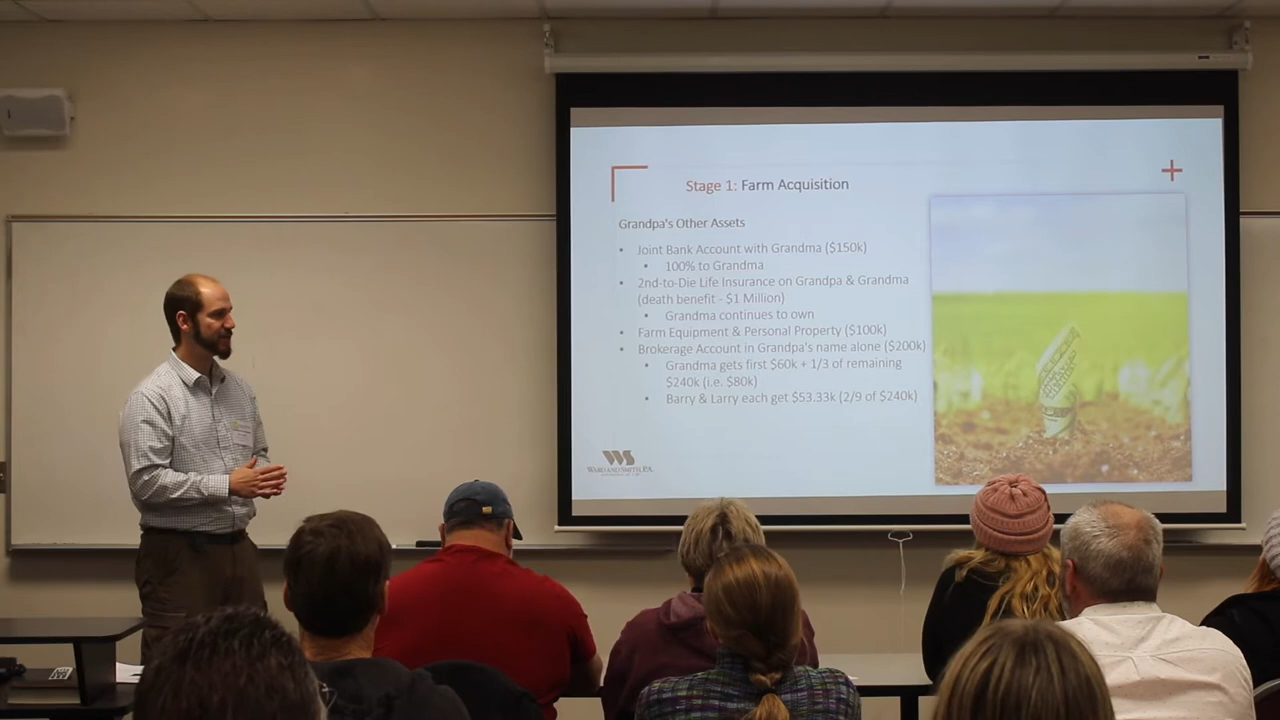 Stage 1: Farm Acquisition
Grandpa's Other Assets
• Joint Bank Account with Grandma ($150k)
• 100% to Grandma
• 2nd-to-Die Life Insurance on Grandpa & Grandma
(death benefit - $1 Million)
• Grandma continues to own
• Farm Equipment & Personal Property ($100k)
• Brokerage Account in Grandpa's name alone ($200k)
• Grandma gets first $60k + 1/3 of remaining
$240k (i.e. $80k)
• Barry & Larry each get $53.33k (2/9 of $240k)
WARD AND SMITH, P.A.